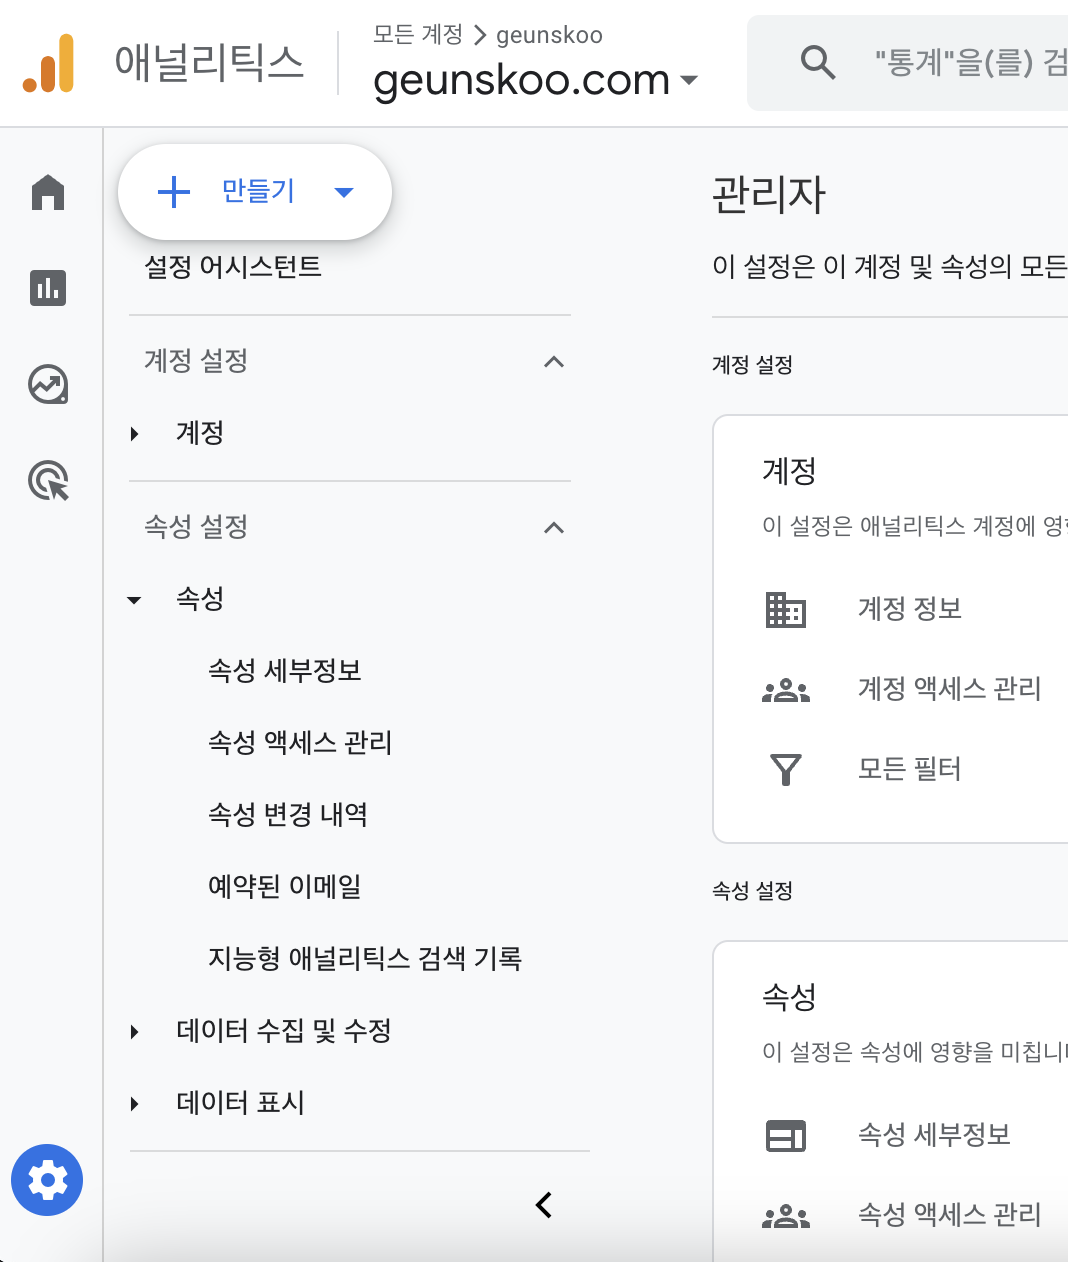 애널리틱스
모든 계정 > geunskoo
geunskoo.com
"통계"을(를) 검
만들기
설정 어시스턴트
계정 설정
계정
속성 설정
속성
속성 세부정보
속성 액세스 관리
속성 변경 내역
예약된 이메일
지능형 애널리틱스 검색 기록
데이터 수집 및 수정
데이터 표시
관리자
이 설정은 이 계정 및 속성의 모든
계정 설정
계정
이 설정은 애널리틱스 계정에
계정 정보
계정 액세스 관리
모든 필터
속성 설정
속성
이 설정은 속성에 영향을
속성 세부정보
속성 액세스 관리